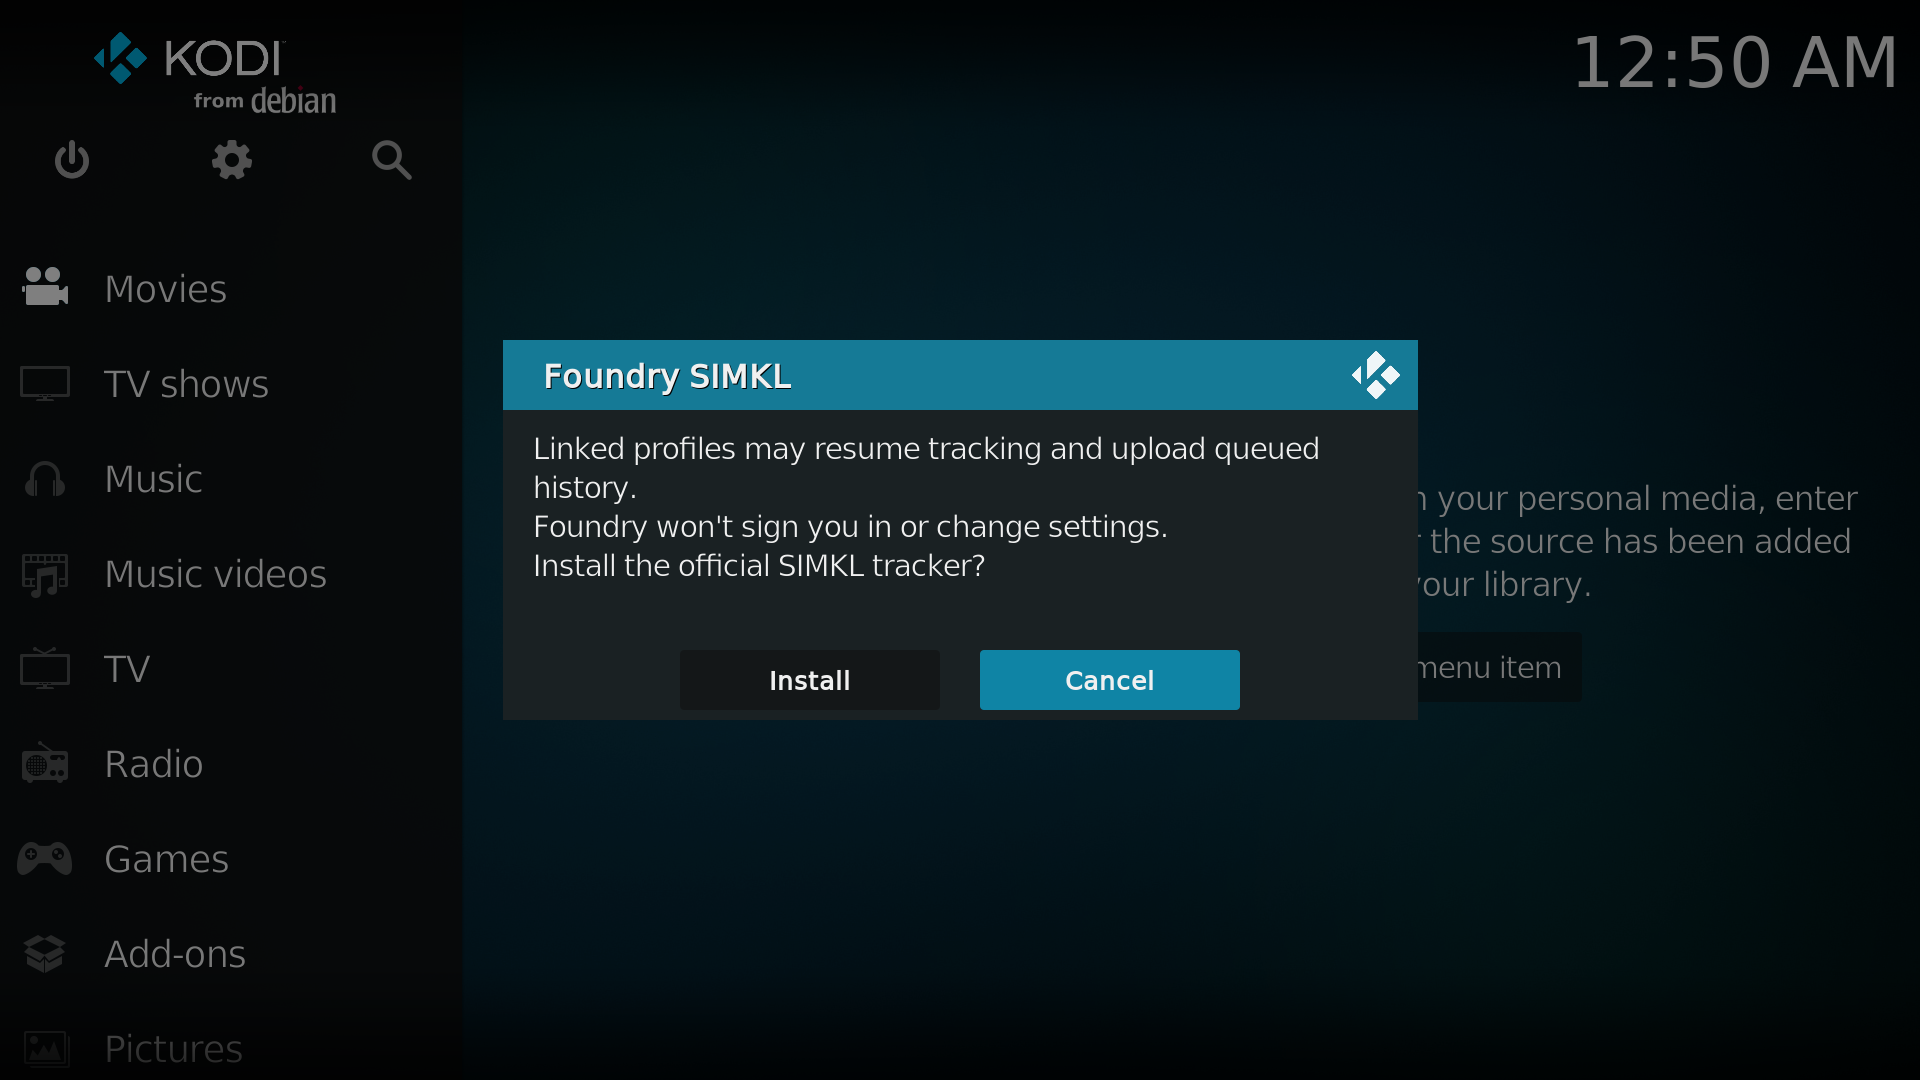 KODI
from debian
12:50 AM
Movies
TV shows
Music
Music videos
TV
Radio
Games
Add-ons
Pictures
Foundry SIMKL
Linked profiles may resume tracking and upload queued
history.
Foundry won't sign you in or change settings.
Install the official SIMKL tracker?
Install
Cancel
your personal media, enter
the source has been added
your library.
menu item